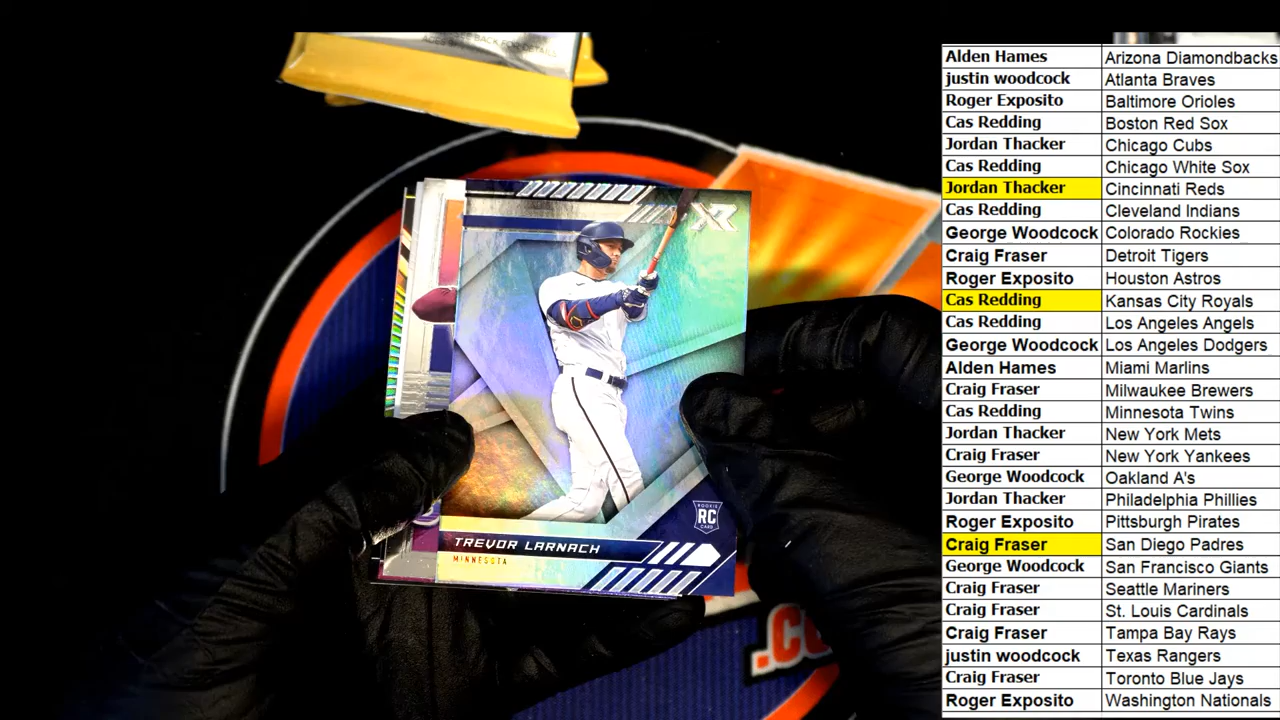 BACK FOR DETAILS
XR
ROOKIE
RC
CARD
TREVOR LARNACH
MINNESOTA
.CO
Alden Hames Arizona Diamondbacks
justin woodcock Atlanta Braves
Roger Exposito Baltimore Orioles
Cas Redding Boston Red Sox
Jordan Thacker Chicago Cubs
Cas Redding Chicago White Sox
Jordan Thacker Cincinnati Reds
Cas Redding Cleveland Indians
George Woodcock Colorado Rockies
Craig Fraser Detroit Tigers
Roger Exposito Houston Astros
Cas Redding Kansas City Royals
Cas Redding Los Angeles Angels
George Woodcock Los Angeles Dodgers
Alden Hames Miami Marlins
Craig Fraser Milwaukee Brewers
Cas Redding Minnesota Twins
Jordan Thacker New York Mets
Craig Fraser New York Yankees
George Woodcock Oakland A's
Jordan Thacker Philadelphia Phillies
Roger Exposito Pittsburgh Pirates
Craig Fraser San Diego Padres
George Woodcock San Francisco Giants
Craig Fraser Seattle Mariners
Craig Fraser St. Louis Cardinals
Craig Fraser Tampa Bay Rays
justin woodcock Texas Rangers
Craig Fraser Toronto Blue Jays
Roger Exposito Washington Nationals